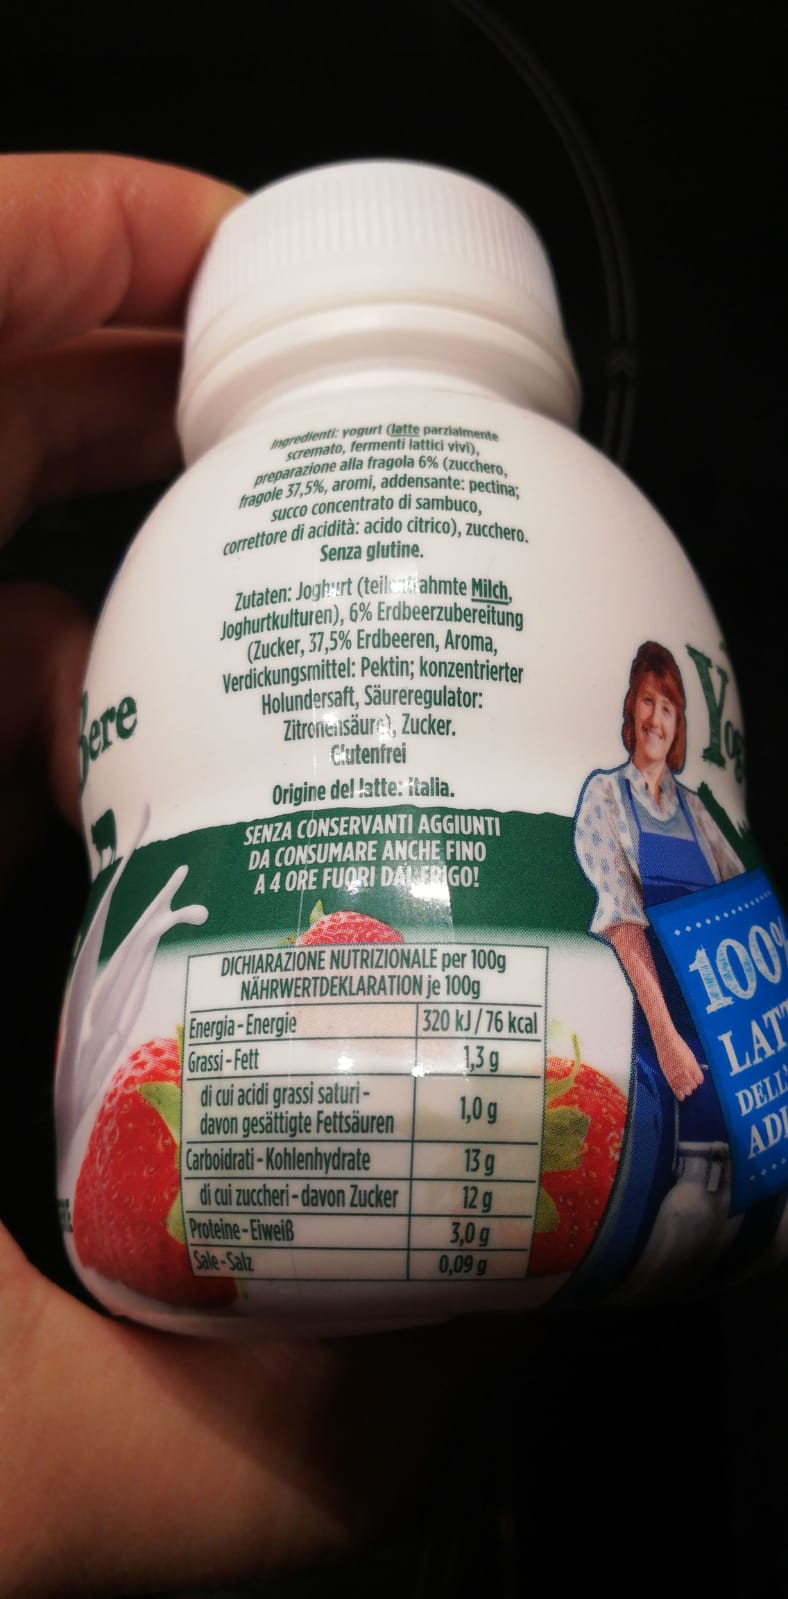 Ingredienti: yogurt (latte parzialmente
scremato, fermenti lattici vivi),
preparazione alla fragola 6% (zucchero,
fragole 37,5%, aromi, addensante: pectina;
succo concentrato di sambuco,
correttore di acidità: acido citrico), zucchero.
Senza glutine.
Zutaten: Joghurt (teilentrahmte Milch,
Joghurtkulturen), 6% Erdbeerzubereitung
(Zucker, 37,5% Erdbeeren, Aroma,
Verdickungsmittel: Pektin; konzentrierter
Holundersaft, Säureregulator:
Zitronensäure), Zucker.
Glutenfrei
Origine del latte: Italia.
SENZA CONSERVANTI AGGIUNTI
DA CONSUMARE ANCHE FINO
A 4 ORE FUORI DAL FRIGO!
DICHIARAZIONE NUTRIZIONALE per 100g
NÄHRWERTDEKLARATION je 100g
Energia - Energie 320 kJ / 76 kcal
Grassi - Fett 1,3 g
di cui acidi grassi saturi -
davon gesättigte Fettsäuren 1,0 g
Carboidrati - Kohlenhydrate 13 g
di cui zuccheri - davon Zucker 12 g
Proteine - Eiweiß 3,0 g
Sale - Salz 0,09 g
Bere
Yog
100%
LATT
DELL'
ADI